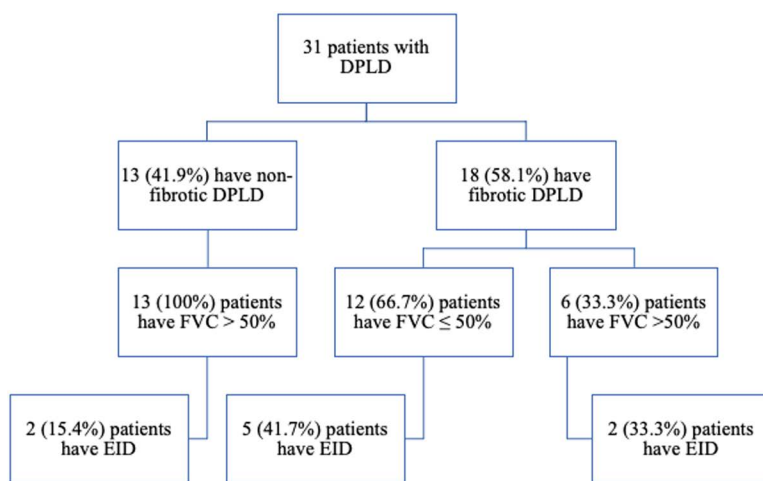 31 patients with
DPLD
13 (41.9%) have non-
fibrotic DPLD
18 (58.1%) have
fibrotic DPLD
13 (100%) patients
have FVC > 50%
12 (66.7%) patients
have FVC ≤ 50%
6 (33.3%) patients
have FVC >50%
2 (15.4%) patients
have EID
5 (41.7%) patients
have EID
2 (33.3%) patients
have EID